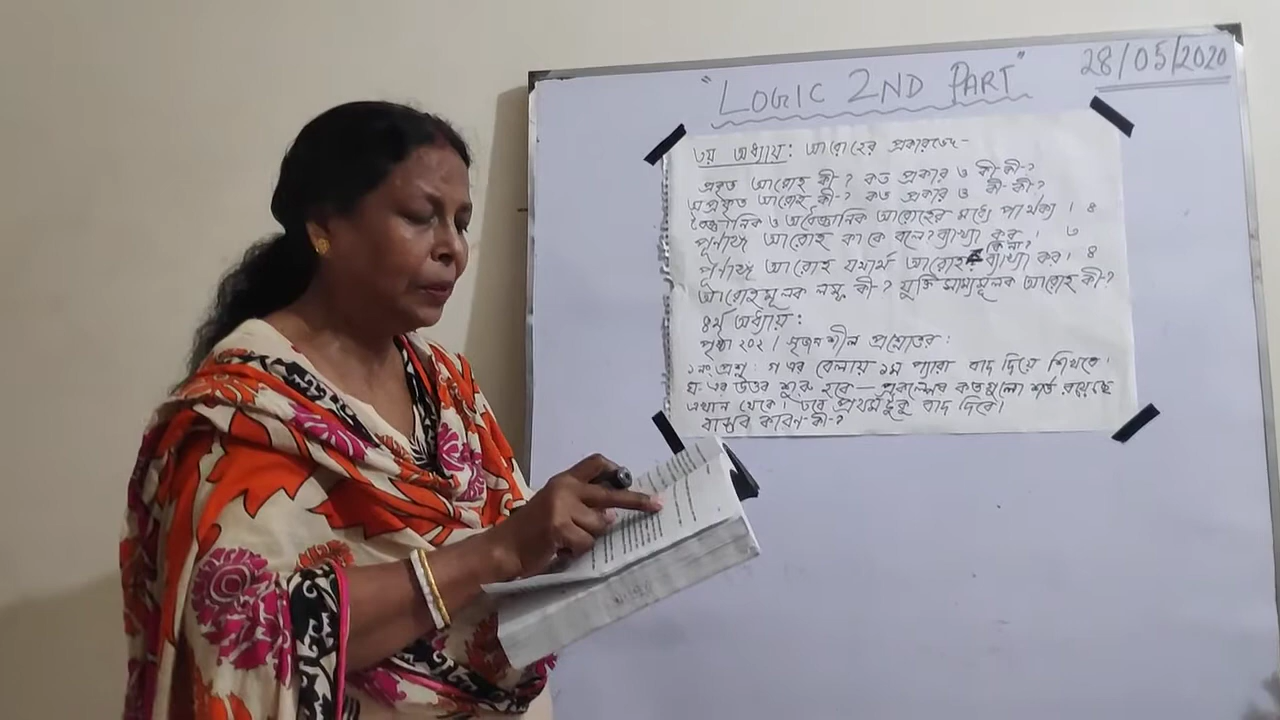 "LOGIC 2ND PART"
28/05/2020
৩য় অধ্যায়: আরোহের প্রকারভেদ-
প্রকৃত আরোহ কী-? কত প্রকার ও কী-কী-?
অপ্রকৃত আরোহ কী-? কত প্রকার ও কী-কী?
বৈজ্ঞানিক ও অবৈজ্ঞানিক আরোহের মধ্যে পার্থক্য । ৪
পূর্ণাঙ্গ আরোহ কাকে বলে? ব্যাখ্যা কর । ৩
পূর্ণাঙ্গ আরোহ যথার্থ আরোহ কিনা? ব্যাখ্যা কর । ৪
আরোহমূলক লম্ফ কী-? যুক্তিসাম্যমূলক আরোহ কী?
৪র্থ অধ্যায় :
পৃষ্ঠা ২০২ । সৃজনশীল প্রশ্নোত্তর :
১নং প্রশ্ন : গ এর বেলায় ১ম প্যারা বাদ দিয়ে শিখবে ।
ঘ-এর উত্তর শুরু হবে — প্রকল্পের কতগুলো শর্ত রয়েছে
এখান থেকে । তবে প্রথমটুকু বাদ দিবে ।
বাস্তব কারণ কী-?